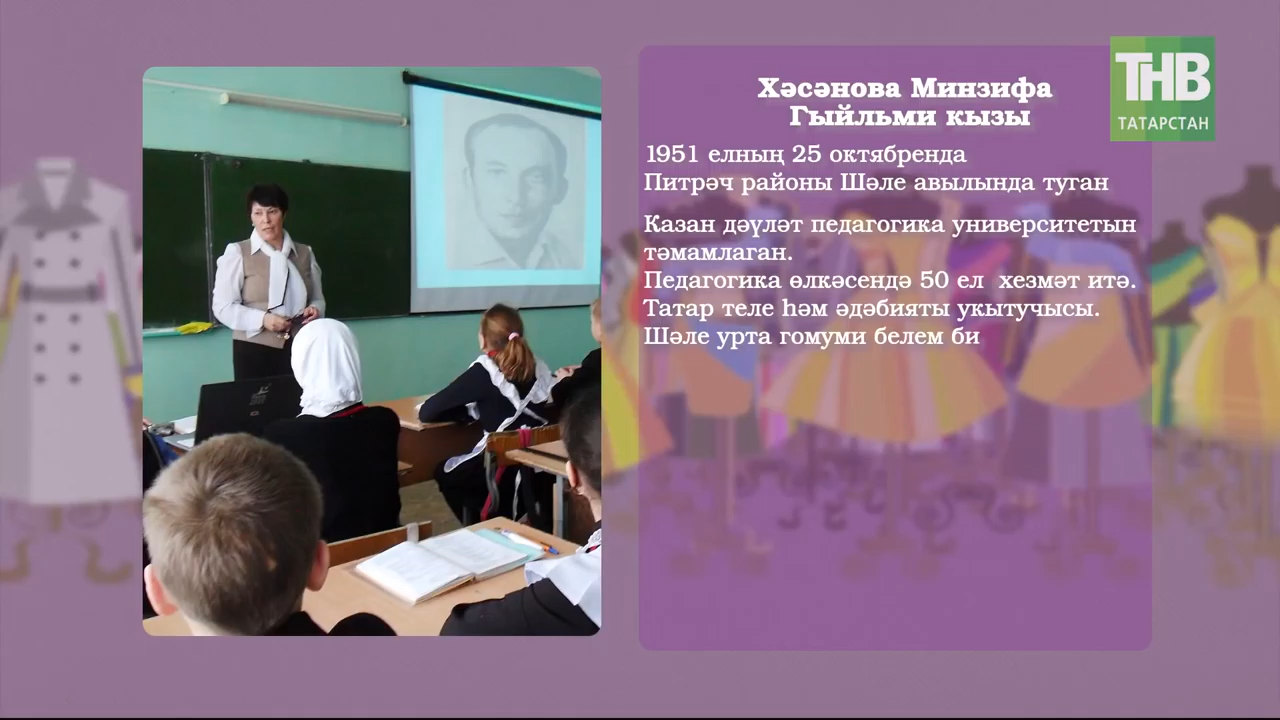 Хәсәнова Минзифа
Гыйльми кызы
1951 елның 25 октябренда
Питрәч районы Шәле авылында туган
Казан дәүләт педагогика университетын
тәмамлаган.
Педагогика өлкәсендә 50 ел хезмәт итә.
Татар теле һәм әдәбияты укытучысы.
Шәле урта гомуми белем би
ТНВ
ТАТАРСТАН